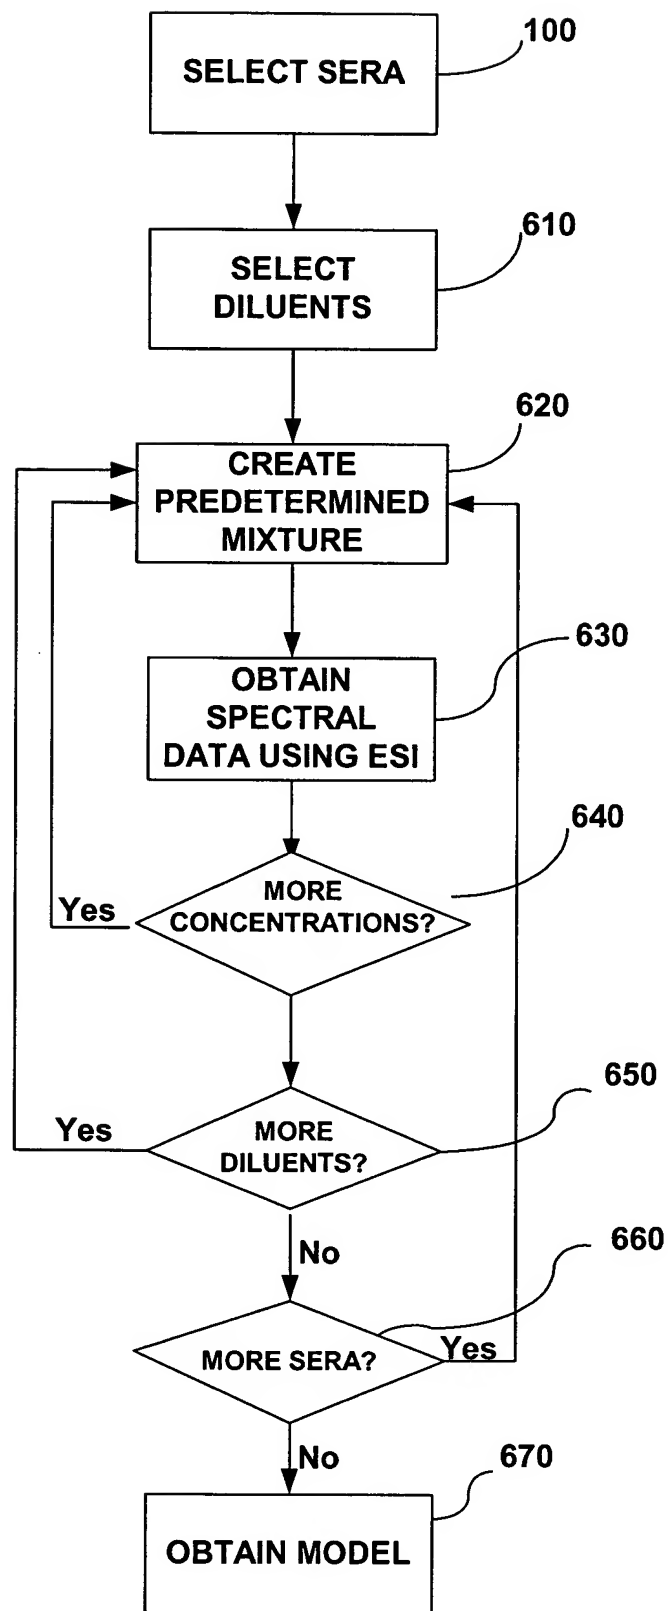 100
SELECT SERA
610
SELECT
DILUENTS
620
CREATE
PREDETERMINED
MIXTURE
630
OBTAIN
SPECTRAL
DATA USING ESI
640
MORE
CONCENTRATIONS?
Yes
650
MORE
DILUENTS?
Yes
No
660
MORE SERA?
Yes
No
670
OBTAIN MODEL